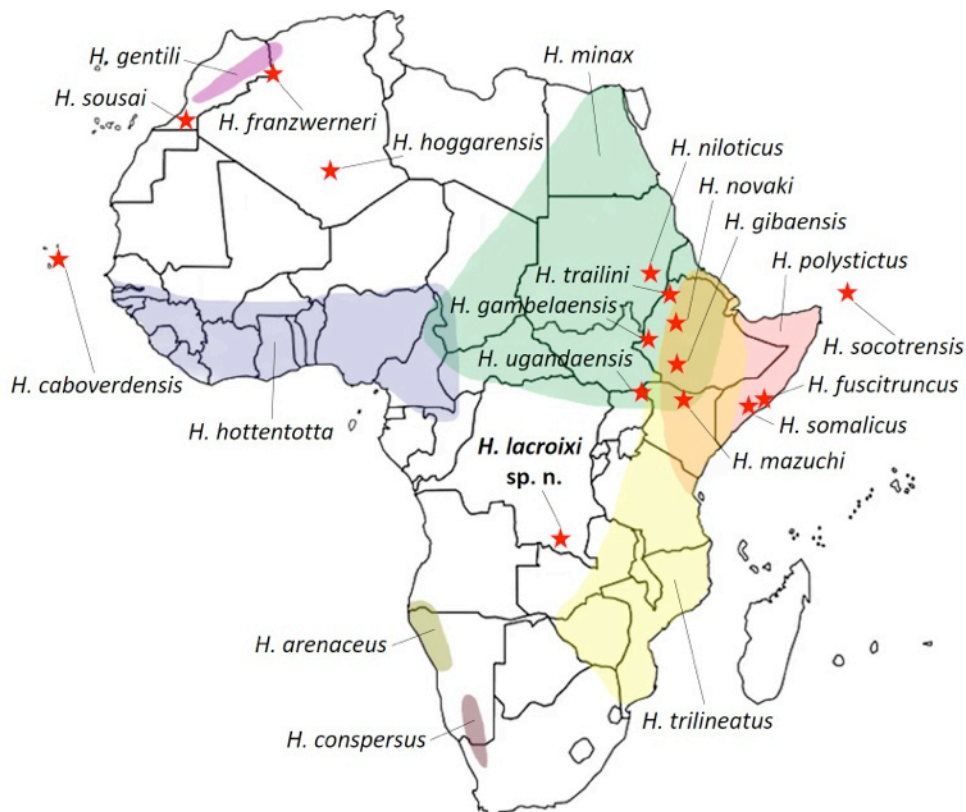 H. gentili
H. minax
H. sousai
H. franzwerneri
H. hoggarensis
H. niloticus
H. novaki
H. gibaensis
H. trailini
H. polystictus
H. gambelaensis
H. ugandaensis
H. socotrensis
H. caboverdensis
H. fuscitruncus
H. hottentotta
H. somalicus
H. lacroixi
sp. n.
H. mazuchi
H. arenaceus
H. trilineatus
H. conspersus